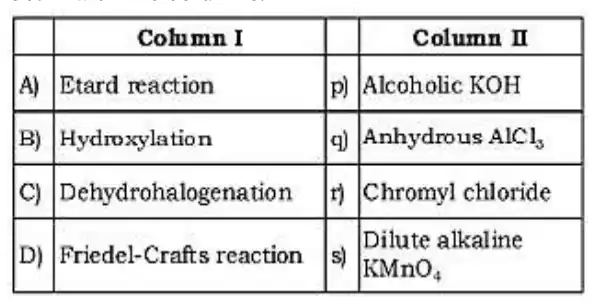 Column I Column II
A) Etard reaction p) Alcoholic KOH
B) Hydroxylation q) Anhydrous AlCl₃
C) Dehydrohalogenation r) Chromyl chloride
D) Friedel-Crafts reaction s) Dilute alkaline
KMnO₄